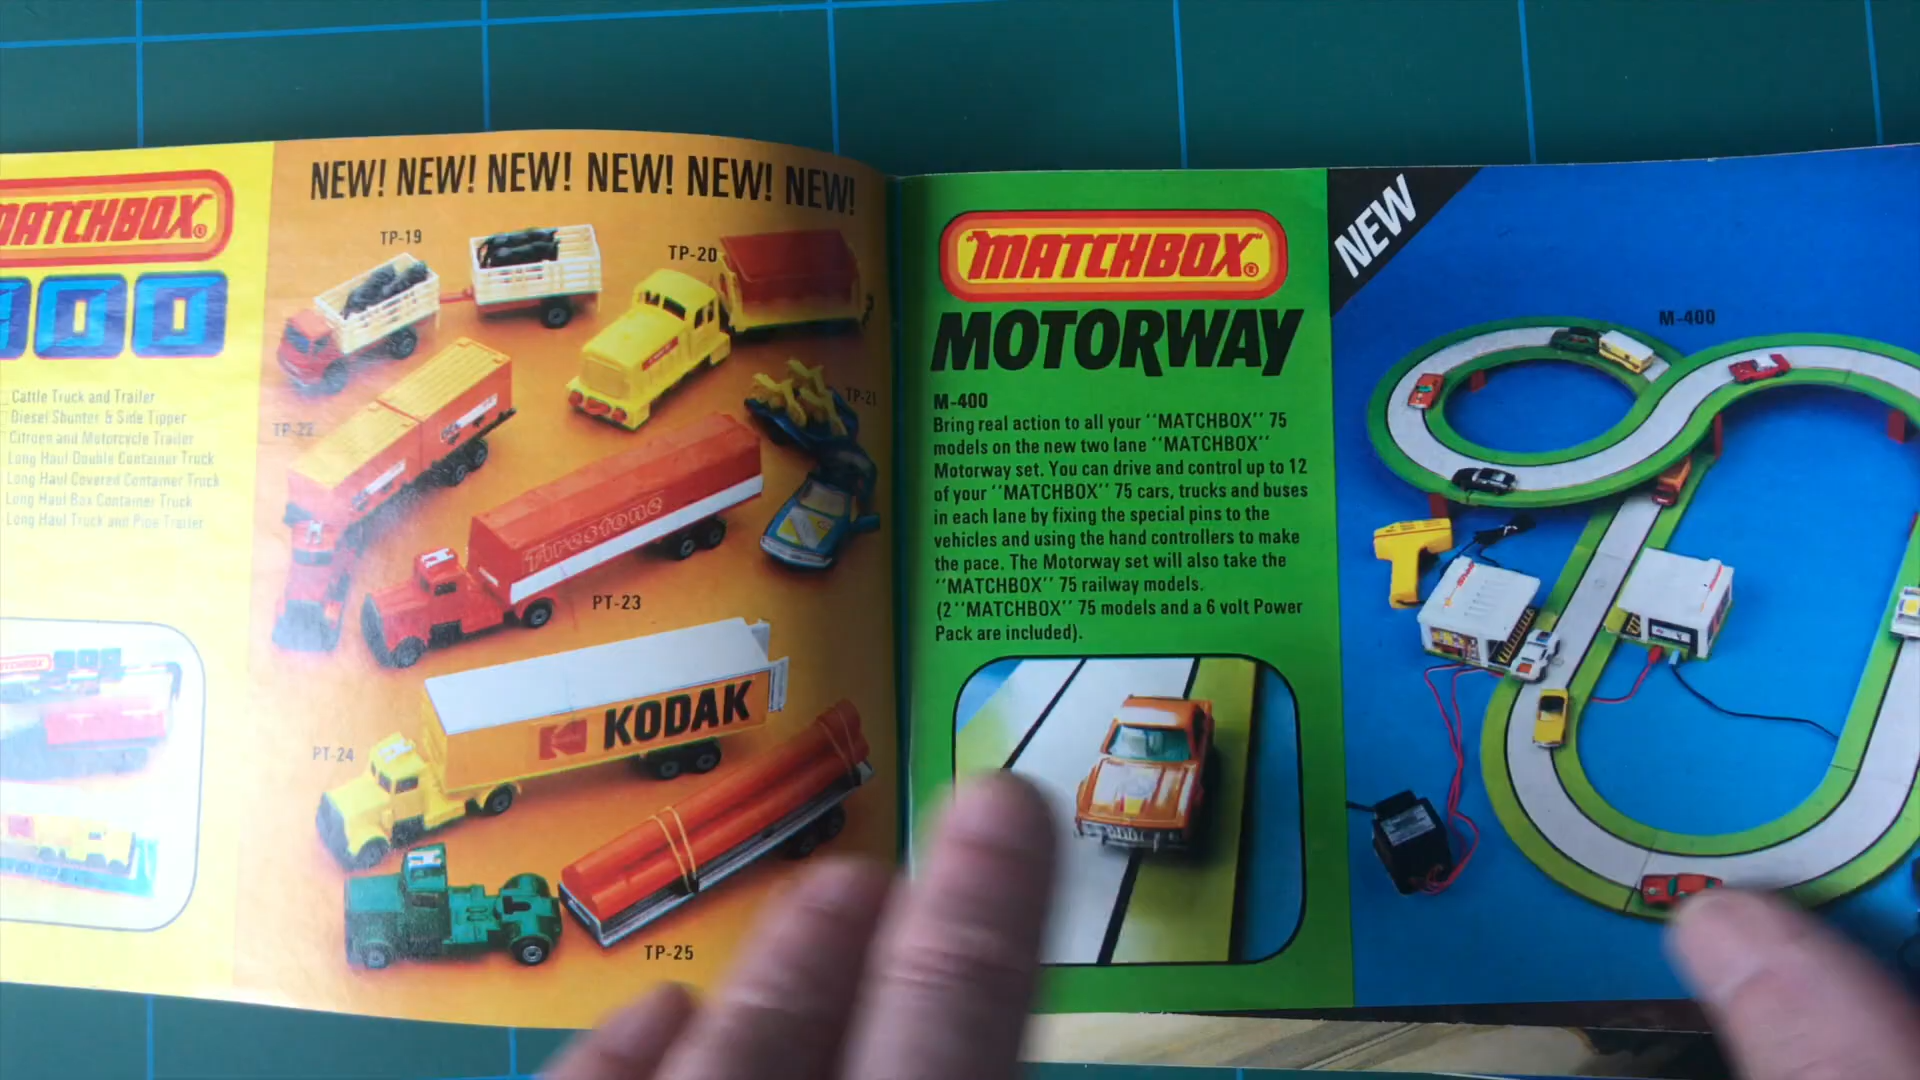 MATCHBOX®
900
Cattle Truck and Trailer
Diesel Shunter & Side Tipper
Citroen and Motorcycle Trailer
Long Haul Double Container Truck
Long Haul Covered Container Truck
Long Haul Box Container Truck
Long Haul Truck and Pipe Trailer
NEW! NEW! NEW! NEW! NEW! NEW!
TP-19
TP-20
TP-21
TP-22
Firestone
PT-23
KODAK
PT-24
TP-25
"MATCHBOX"®
MOTORWAY
M-400
Bring real action to all your "MATCHBOX" 75
models on the new two lane "MATCHBOX"
Motorway set. You can drive and control up to 12
of your "MATCHBOX" 75 cars, trucks and buses
in each lane by fixing the special pins to the
vehicles and using the hand controllers to make
the pace. The Motorway set will also take the
"MATCHBOX" 75 railway models.
(2 "MATCHBOX" 75 models and a 6 volt Power
Pack are included).
NEW
M-400